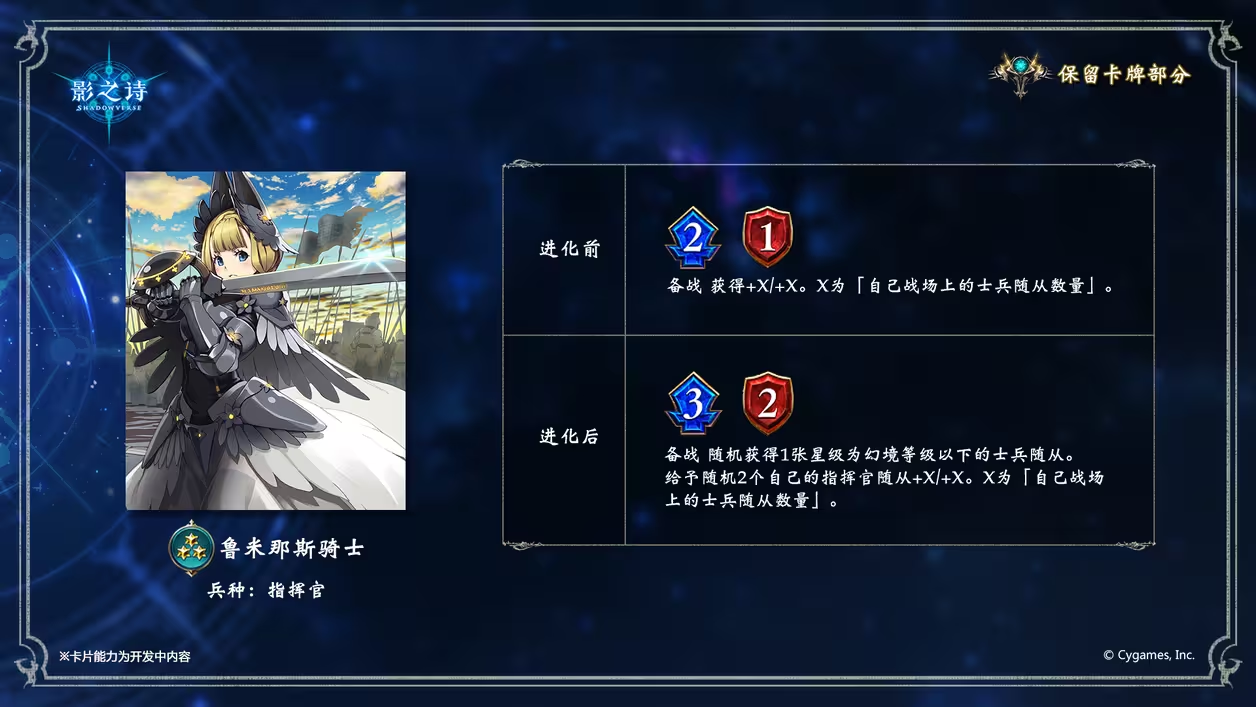 影之诗
SHADOWVERSE
保留卡牌部分
进化前
2 1
备战 获得+X/+X。X为「自己战场上的士兵随从数量」。
进化后
3 2
备战 随机获得1张星级为幻境等级以下的士兵随从。
给予随机2个自己的指挥官随从+X/+X。X为「自己战场
上的士兵随从数量」。
鲁米那斯骑士
兵种：指挥官
※卡片能力为开发中内容
© Cygames, Inc.